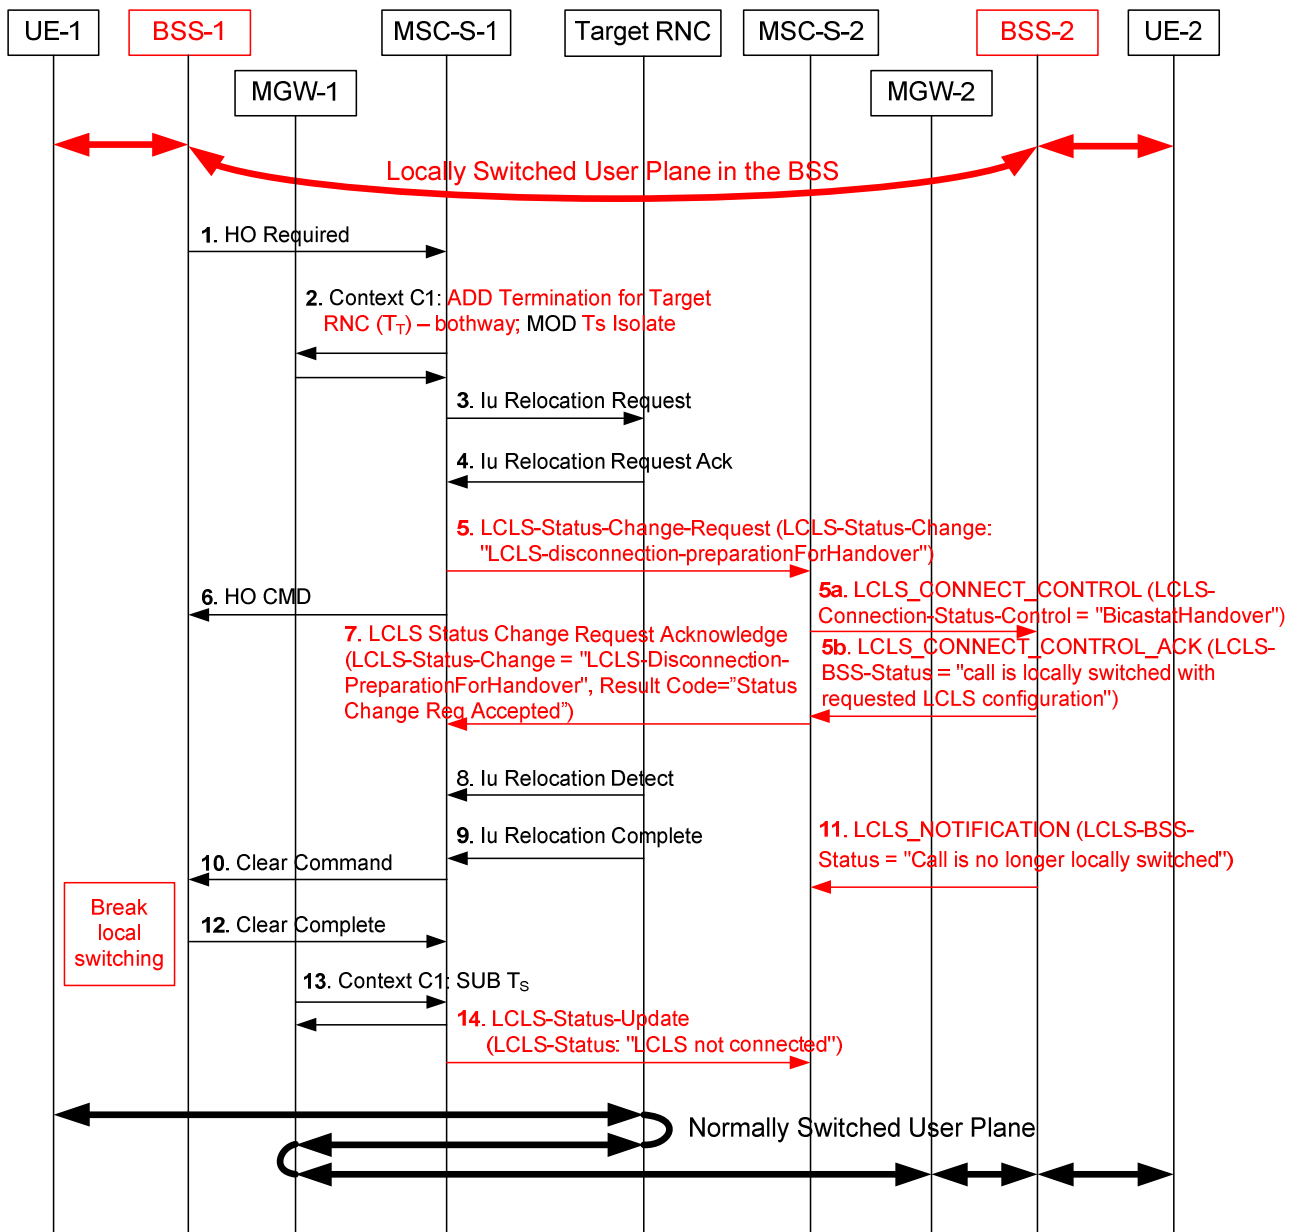 UE-1
BSS-1
MSC-S-1
Target RNC
MSC-S-2
BSS-2
UE-2
MGW-1
MGW-2
Locally Switched User Plane in the BSS
1. HO Required
2. Context C1: ADD Termination for Target
RNC (TT) – bothway; MOD Ts Isolate
3. Iu Relocation Request
4. Iu Relocation Request Ack
5. LCLS-Status-Change-Request (LCLS-Status-Change:
"LCLS-disconnection-preparationForHandover")
5a. LCLS_CONNECT_CONTROL (LCLS-
Connection-Status-Control = "BicastatHandover")
6. HO CMD
7. LCLS Status Change Request Acknowledge
(LCLS-Status-Change = "LCLS-Disconnection-
PreparationForHandover", Result Code=”Status
Change Req Accepted”)
5b. LCLS_CONNECT_CONTROL_ACK (LCLS-
BSS-Status = "call is locally switched with
requested LCLS configuration")
8. Iu Relocation Detect
9. Iu Relocation Complete
11. LCLS_NOTIFICATION (LCLS-BSS-
Status = "Call is no longer locally switched")
10. Clear Command
Break
local
switching
12. Clear Complete
13. Context C1: SUB TS
14. LCLS-Status-Update
(LCLS-Status: "LCLS not connected")
Normally Switched User Plane